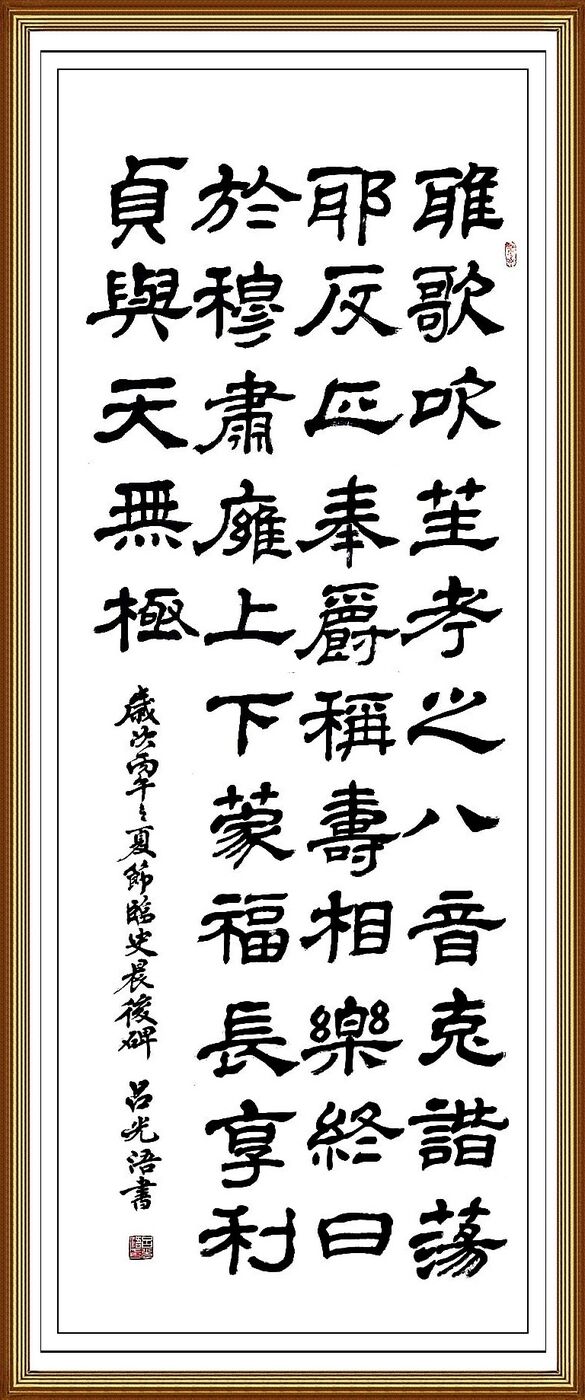 雅歌吹笙考之八音克諧蕩
耶反正奉爵稱壽相樂終日
於穆肅廱上下蒙福長享利
貞與天無極
歲次丙午之夏節臨史晨後碑 呂光浯書